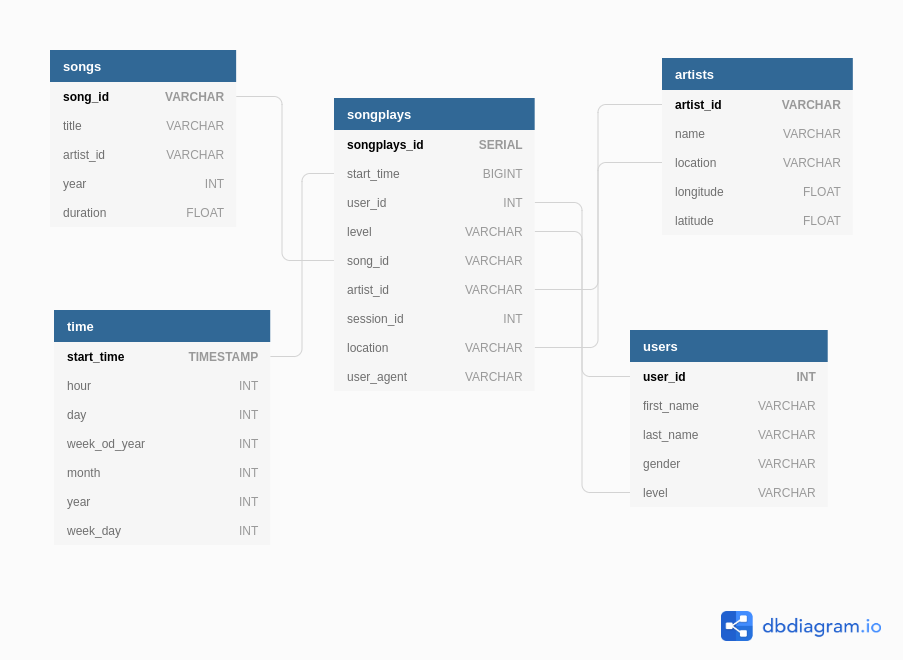 songs
song_id VARCHAR
title VARCHAR
artist_id VARCHAR
year INT
duration FLOAT
songplays
songplays_id SERIAL
start_time BIGINT
user_id INT
level VARCHAR
song_id VARCHAR
artist_id VARCHAR
session_id INT
location VARCHAR
user_agent VARCHAR
artists
artist_id VARCHAR
name VARCHAR
location VARCHAR
longitude FLOAT
latitude FLOAT
time
start_time TIMESTAMP
hour INT
day INT
week_od_year INT
month INT
year INT
week_day INT
users
user_id INT
first_name VARCHAR
last_name VARCHAR
gender VARCHAR
level VARCHAR
dbdiagram.io